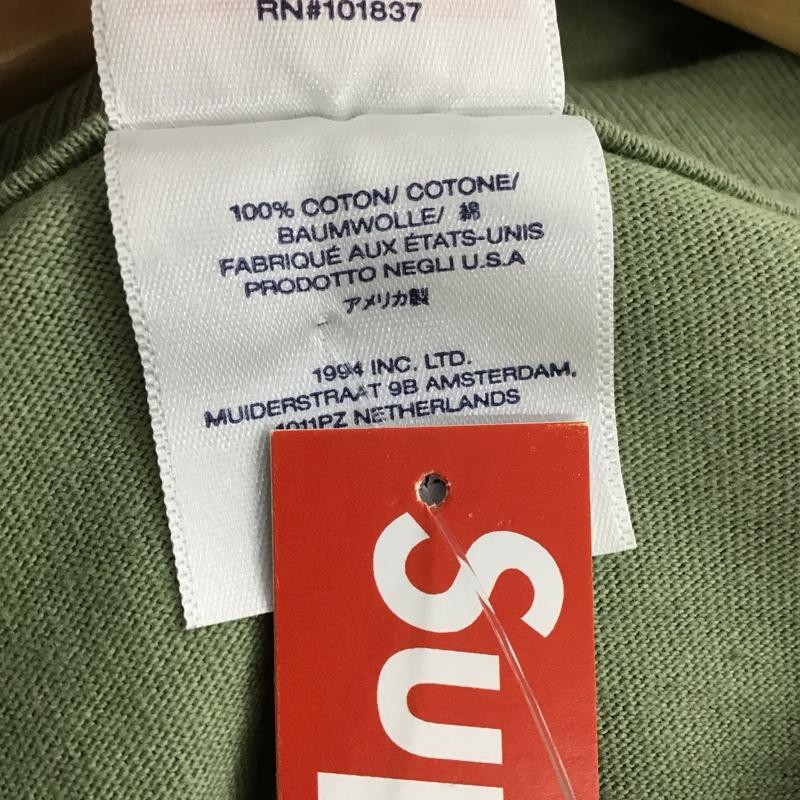 RN#101837
100% COTON/ COTONE/
BAUMWOLLE/ 綿
FABRIQUÉ AUX ÉTATS-UNIS
PRODOTTO NEGLI U.S.A
アメリカ製
1994 INC. LTD.
MUIDERSTRAAT 9B AMSTERDAM,
1011PZ NETHERLANDS
Su